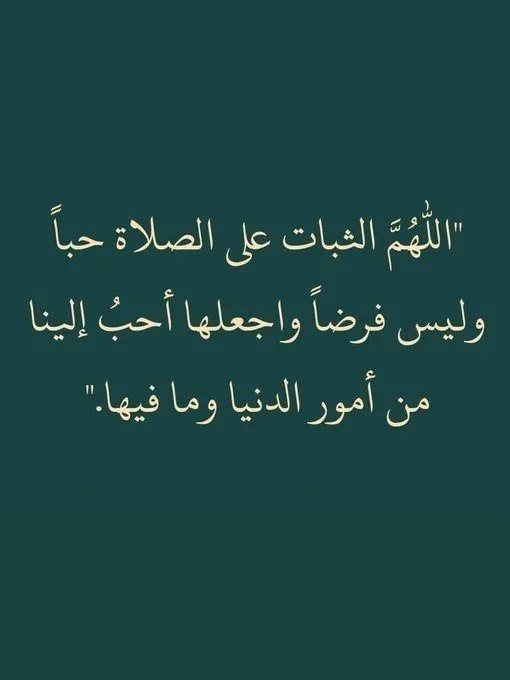 "اللّٰهُمَّ الثبات على الصلاة حباً
وليس فرضاً واجعلها أحبُ إلينا
من أمور الدنيا وما فيها."